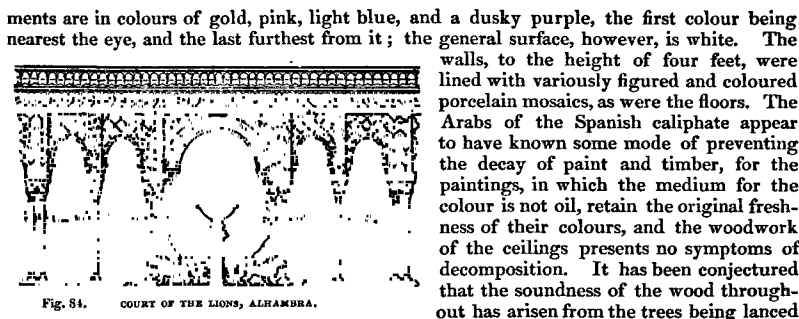 ments are in colours of gold, pink, light blue, and a dusky purple, the first colour being
nearest the eye, and the last furthest from it ; the general surface, however, is white. The
walls, to the height of four feet, were
lined with variously figured and coloured
porcelain mosaics, as were the floors. The
Arabs of the Spanish caliphate appear
to have known some mode of preventing
the decay of paint and timber, for the
paintings, in which the medium for the
colour is not oil, retain the original fresh-
ness of their colours, and the woodwork
of the ceilings presents no symptoms of
decomposition. It has been conjectured
that the soundness of the wood through-
out has arisen from the trees being lanced
Fig. 84. COURT OF THE LIONS, ALHAMBRA.